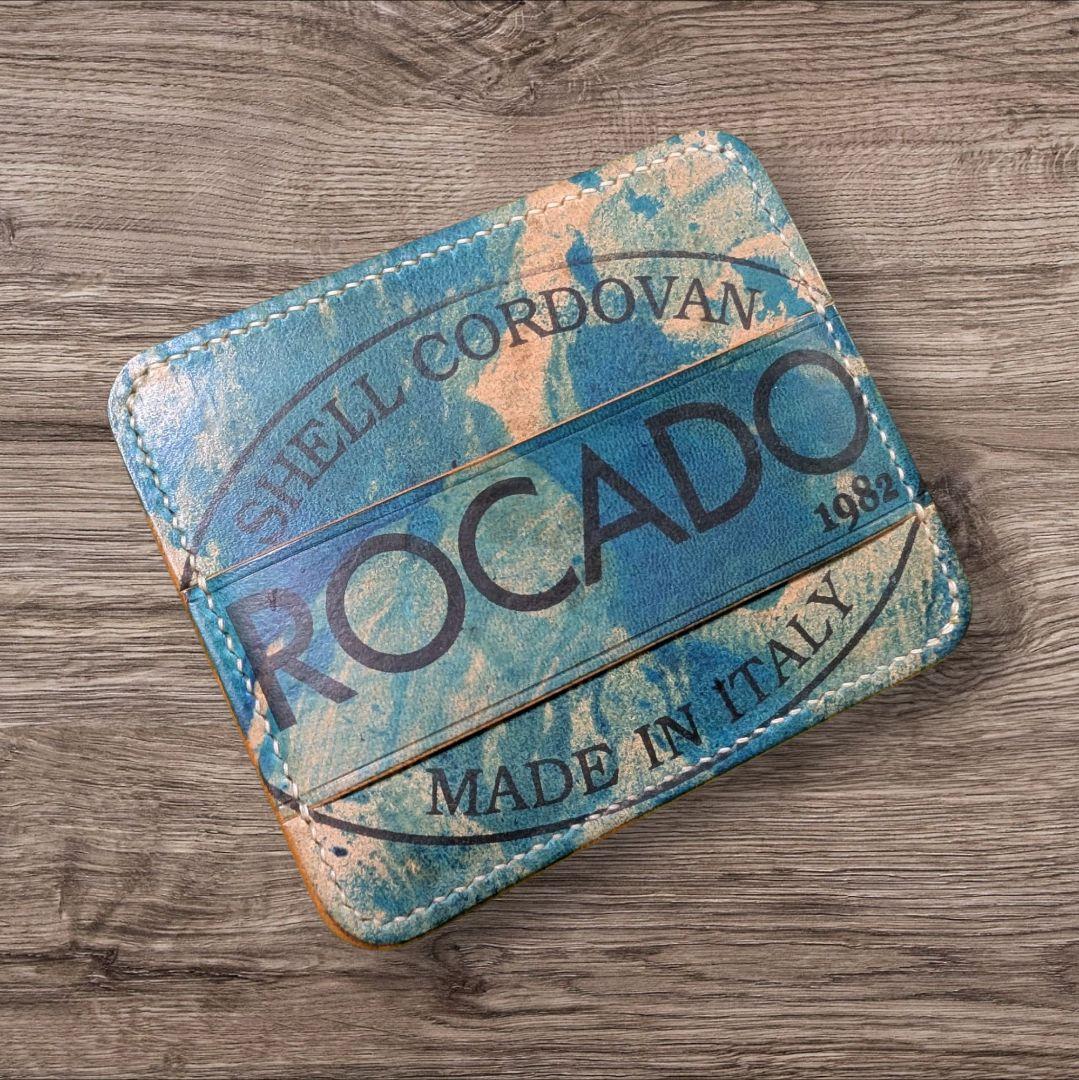 SHELL CORDOVAN
ROCADO
1982
MADE IN ITALY